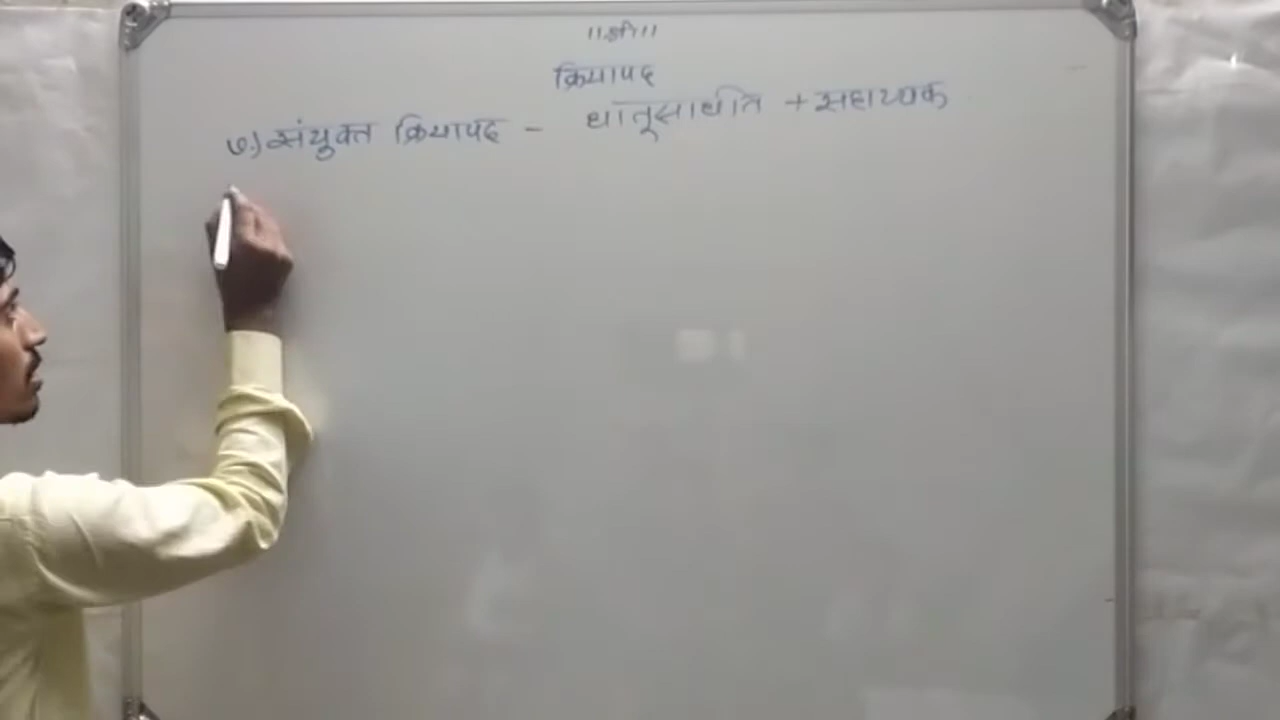 ॥श्री॥
क्रियापद
७.) संयुक्त क्रियापद - धातूसाधीत + सहाय्यक